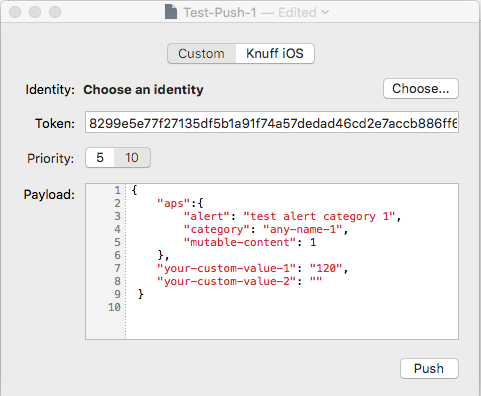 Test-Push-1 — Edited
Custom Knuff iOS
Identity: Choose an identity Choose...
Token: 8299e5e77f27135df5b1a91f74a57dedad46cd2e7accb886ff6
Priority: 5 10
Payload:
1 {
2 "aps":{
3 "alert": "test alert category 1",
4 "category": "any-name-1",
5 "mutable-content": 1
6 },
7 "your-custom-value-1": "120",
8 "your-custom-value-2": ""
9 }
10
Push